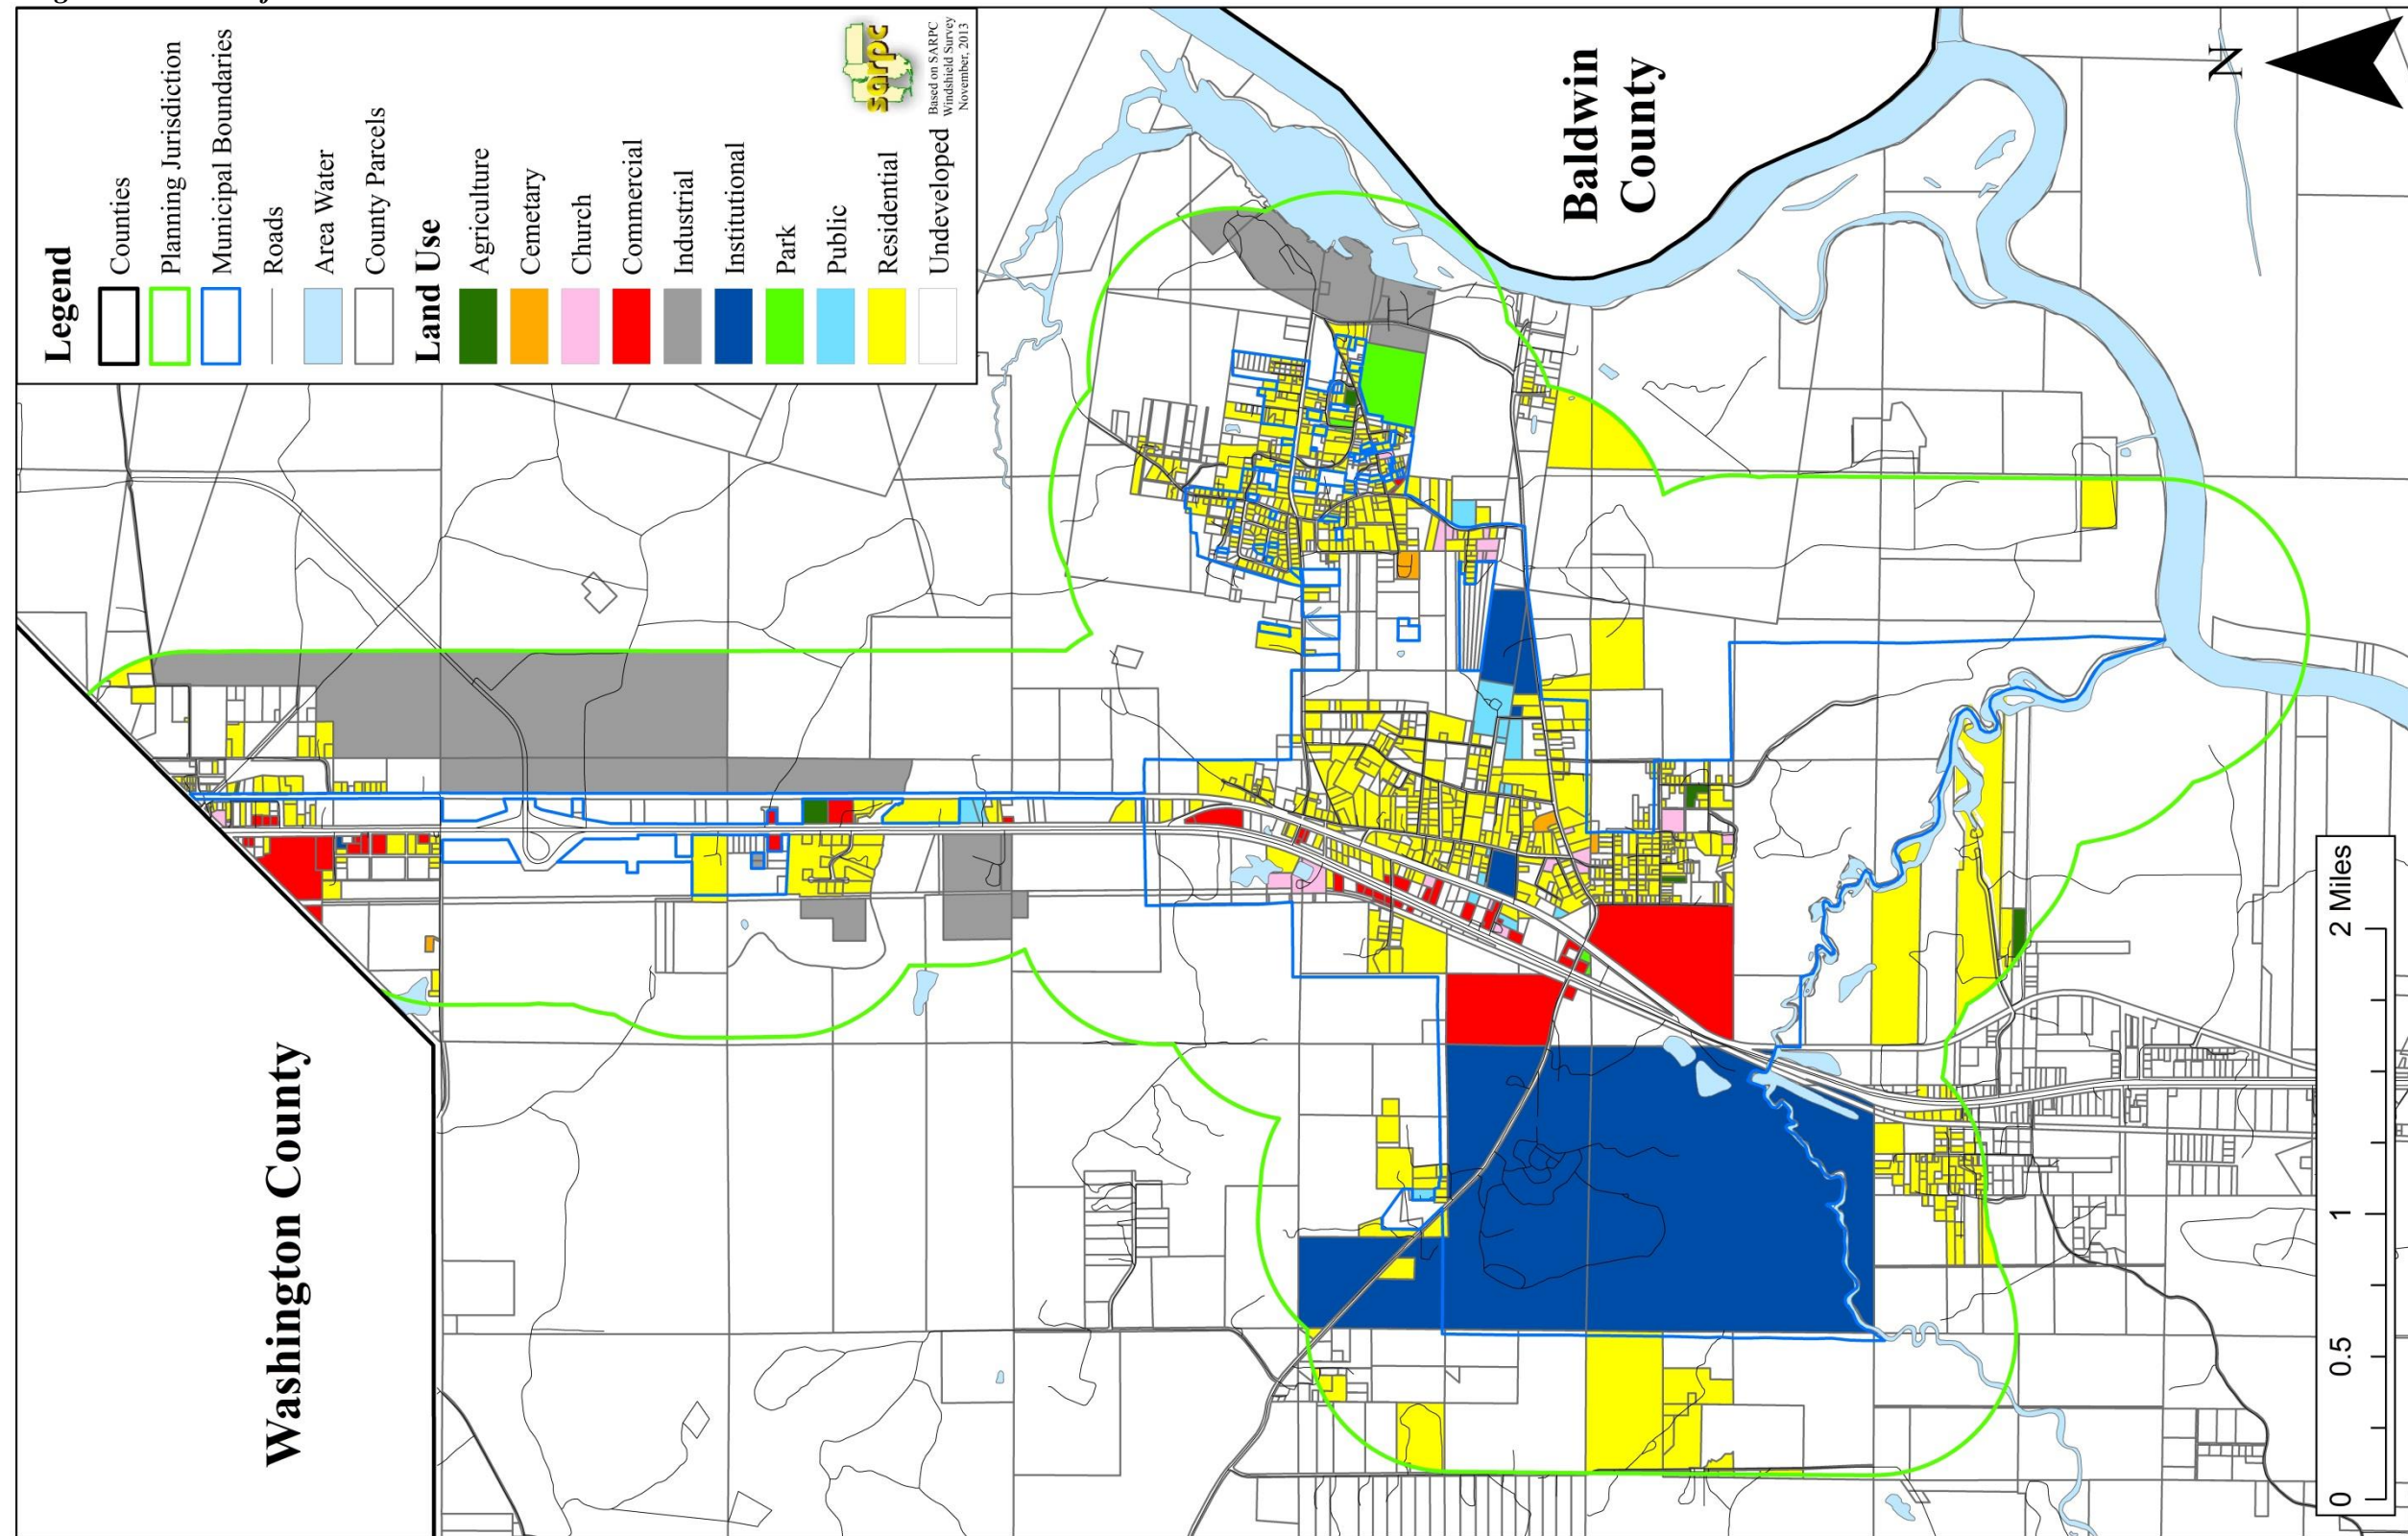 Legend
Counties
Planning Jurisdiction
Municipal Boundaries
Roads
Area Water
County Parcels
Land Use
Agriculture
Cemetary
Church
Commercial
Industrial
Institutional
Park
Public
Residential
Undeveloped
sarpc
Based on SARPC
Windshield Survey
November, 2013
Washington County
Baldwin
County
N
0 0.5 1 2 Miles